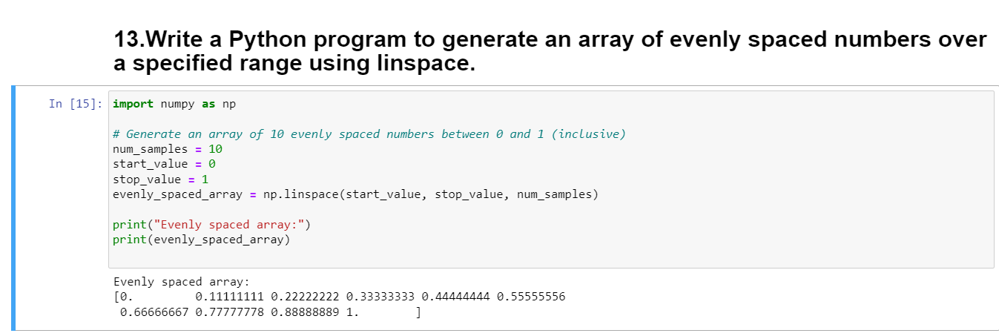 13.Write a Python program to generate an array of evenly spaced numbers over
a specified range using linspace.
In [15]: import numpy as np
# Generate an array of 10 evenly spaced numbers between 0 and 1 (inclusive)
num_samples = 10
start_value = 0
stop_value = 1
evenly_spaced_array = np.linspace(start_value, stop_value, num_samples)
print("Evenly spaced array:")
print(evenly_spaced_array)
Evenly spaced array:
[0.         0.11111111 0.22222222 0.33333333 0.44444444 0.55555556
 0.66666667 0.77777778 0.88888889 1.        ]